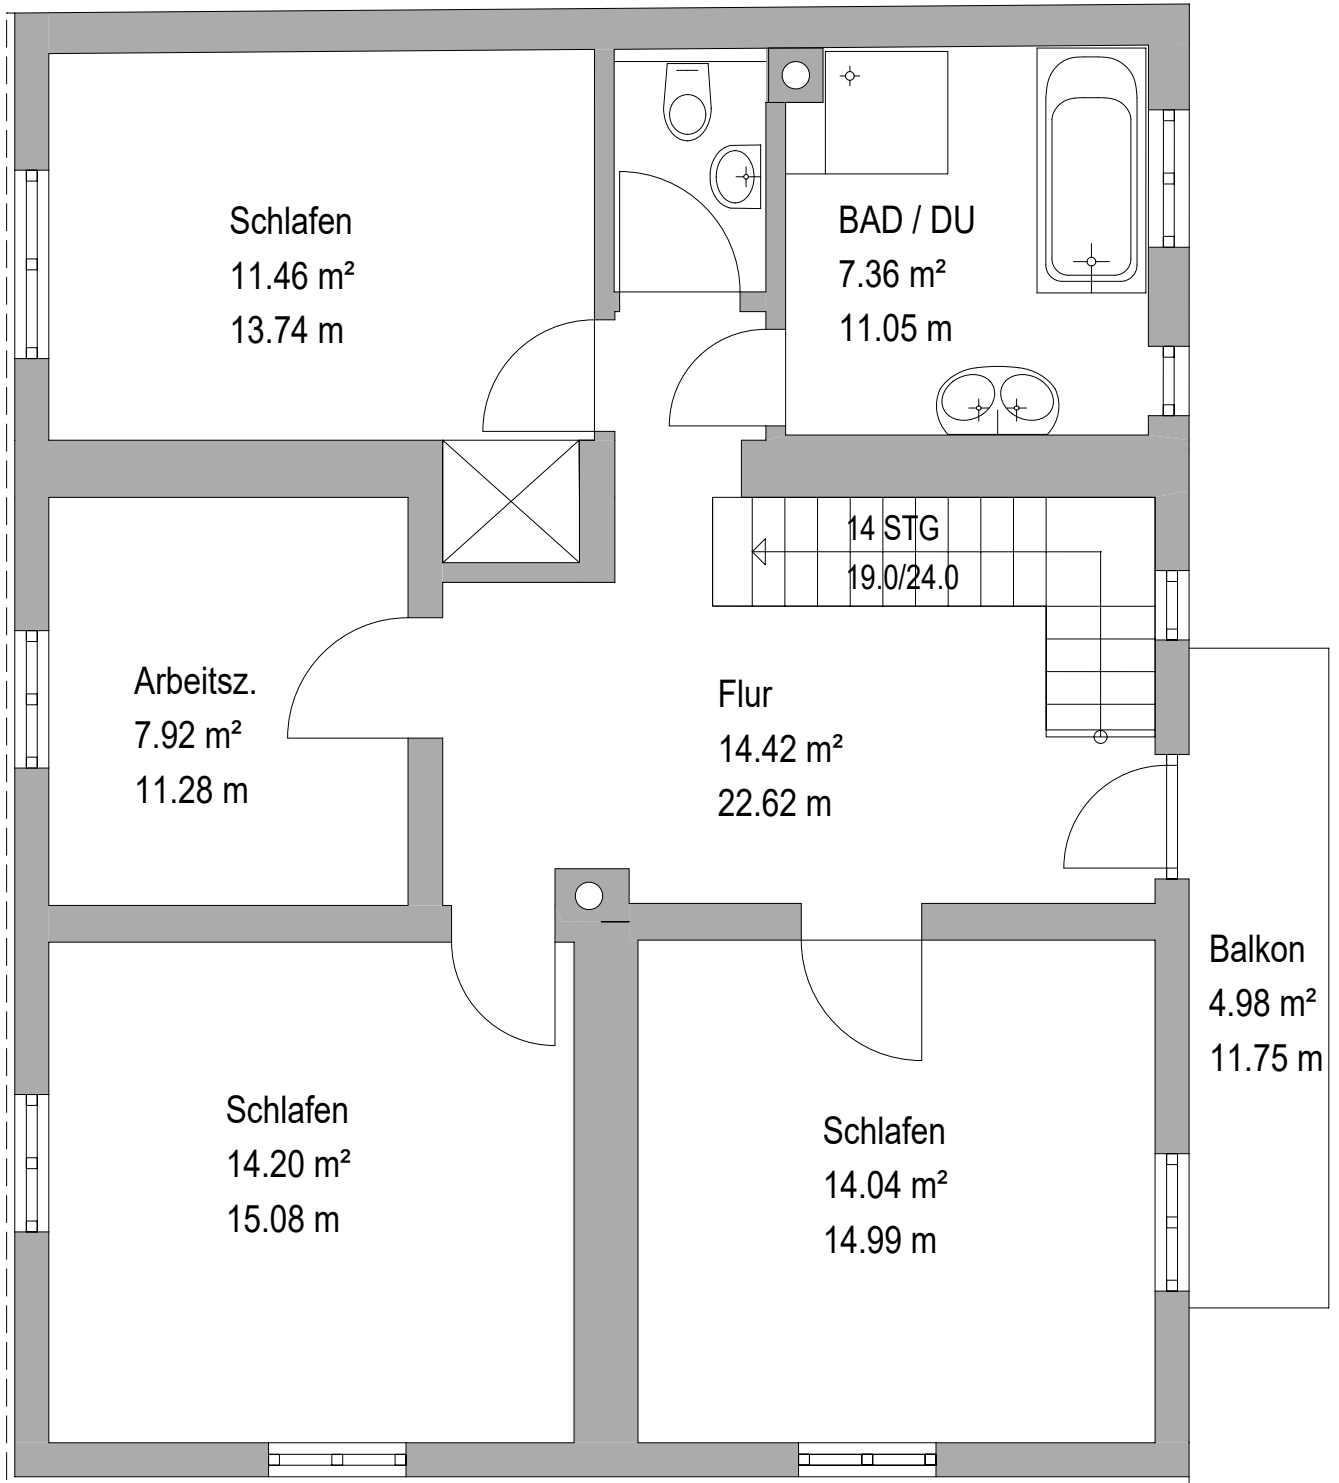 Schlafen
11.46 m²
13.74 m
BAD / DU
7.36 m²
11.05 m
14 STG
19.0/24.0
Arbeitsz.
7.92 m²
11.28 m
Flur
14.42 m²
22.62 m
Balkon
4.98 m²
11.75 m
Schlafen
14.20 m²
15.08 m
Schlafen
14.04 m²
14.99 m